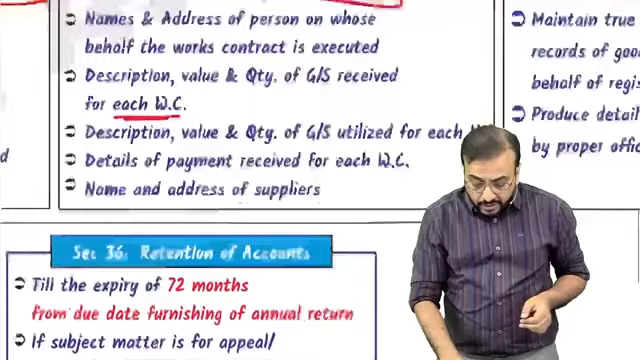 Names & Address of person on whose
behalf the works contract is executed
Description, value & Qty. of G/S received
for each W.C.
Description, value & Qty. of G/S utilized for each
Details of payment received for each W.C.
Name and address of suppliers
Maintain true
records of goo
behalf of regis
Produce detail
by proper offic
d
Sec 36: Retention of Accounts
Till the expiry of 72 months
from due date furnishing of annual return
If subject matter is for appeal/